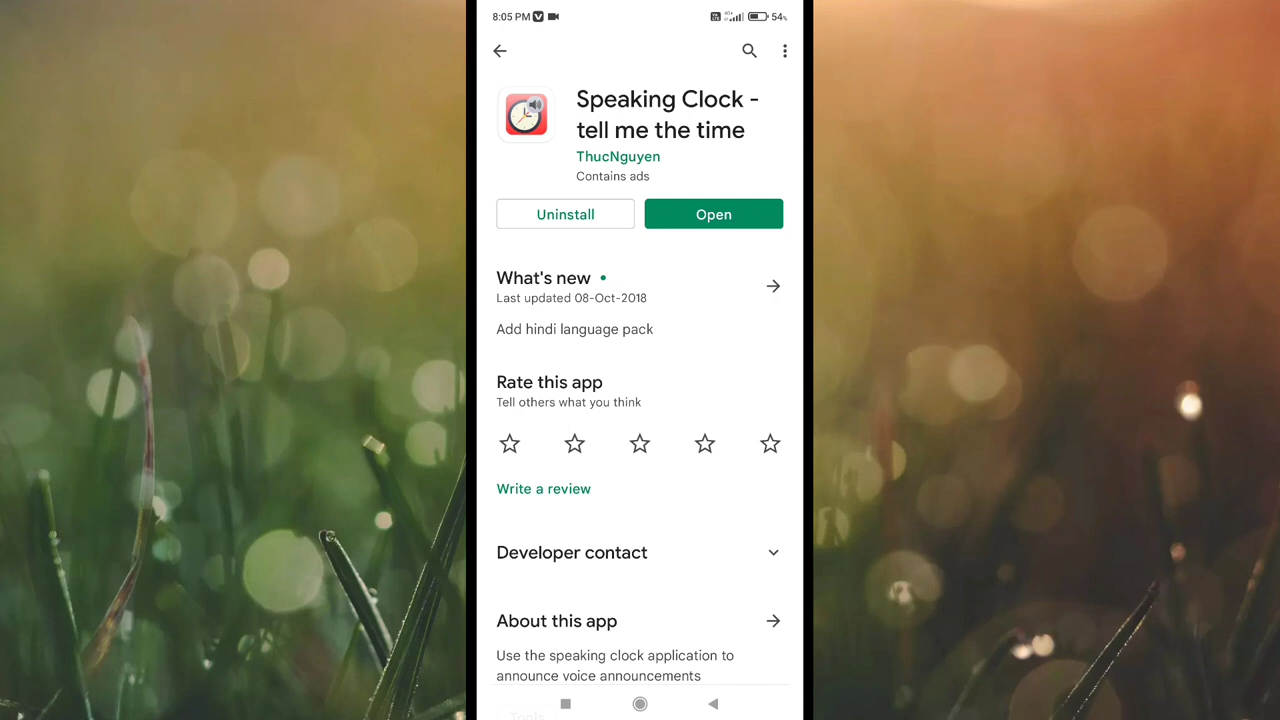 8:05 PM 54%
Speaking Clock -
tell me the time
ThucNguyen
Contains ads
Uninstall Open
What's new
Last updated 08-Oct-2018
Add hindi language pack
Rate this app
Tell others what you think
Write a review
Developer contact
About this app
Use the speaking clock application to
announce voice announcements
Tools